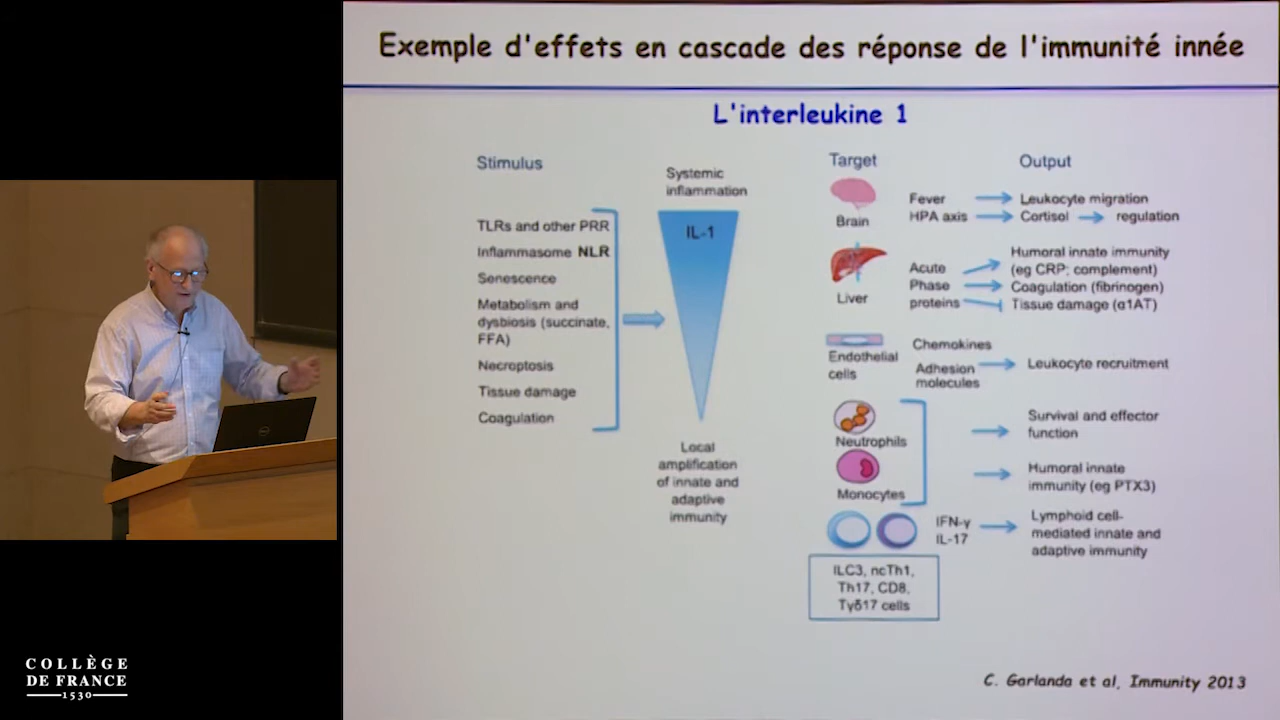 Exemple d'effets en cascade des réponse de l'immunité innée
L'interleukine 1
Stimulus
TLRs and other PRR
Inflammasome NLR
Senescence
Metabolism and
dysbiosis (succinate,
FFA)
Necroptosis
Tissue damage
Coagulation
Systemic
inflammation
IL-1
Local
amplification
of innate and
adaptive
immunity
Target
Output
Brain
Fever
Leukocyte migration
HPA axis
Cortisol
regulation
Liver
Acute
Phase
proteins
Humoral innate immunity
(eg CRP; complement)
Coagulation (fibrinogen)
Tissue damage (α1AT)
Endothelial
cells
Chemokines
Adhesion
molecules
Leukocyte recruitment
Neutrophils
Monocytes
Survival and effector
function
Humoral innate
immunity (eg PTX3)
IFN-γ
IL-17
Lymphoid cell-
mediated innate and
adaptive immunity
ILC3, ncTh1,
Th17, CD8,
Tγδ17 cells
C. Garlanda et al, Immunity 2013
COLLÈGE
DE FRANCE
1530